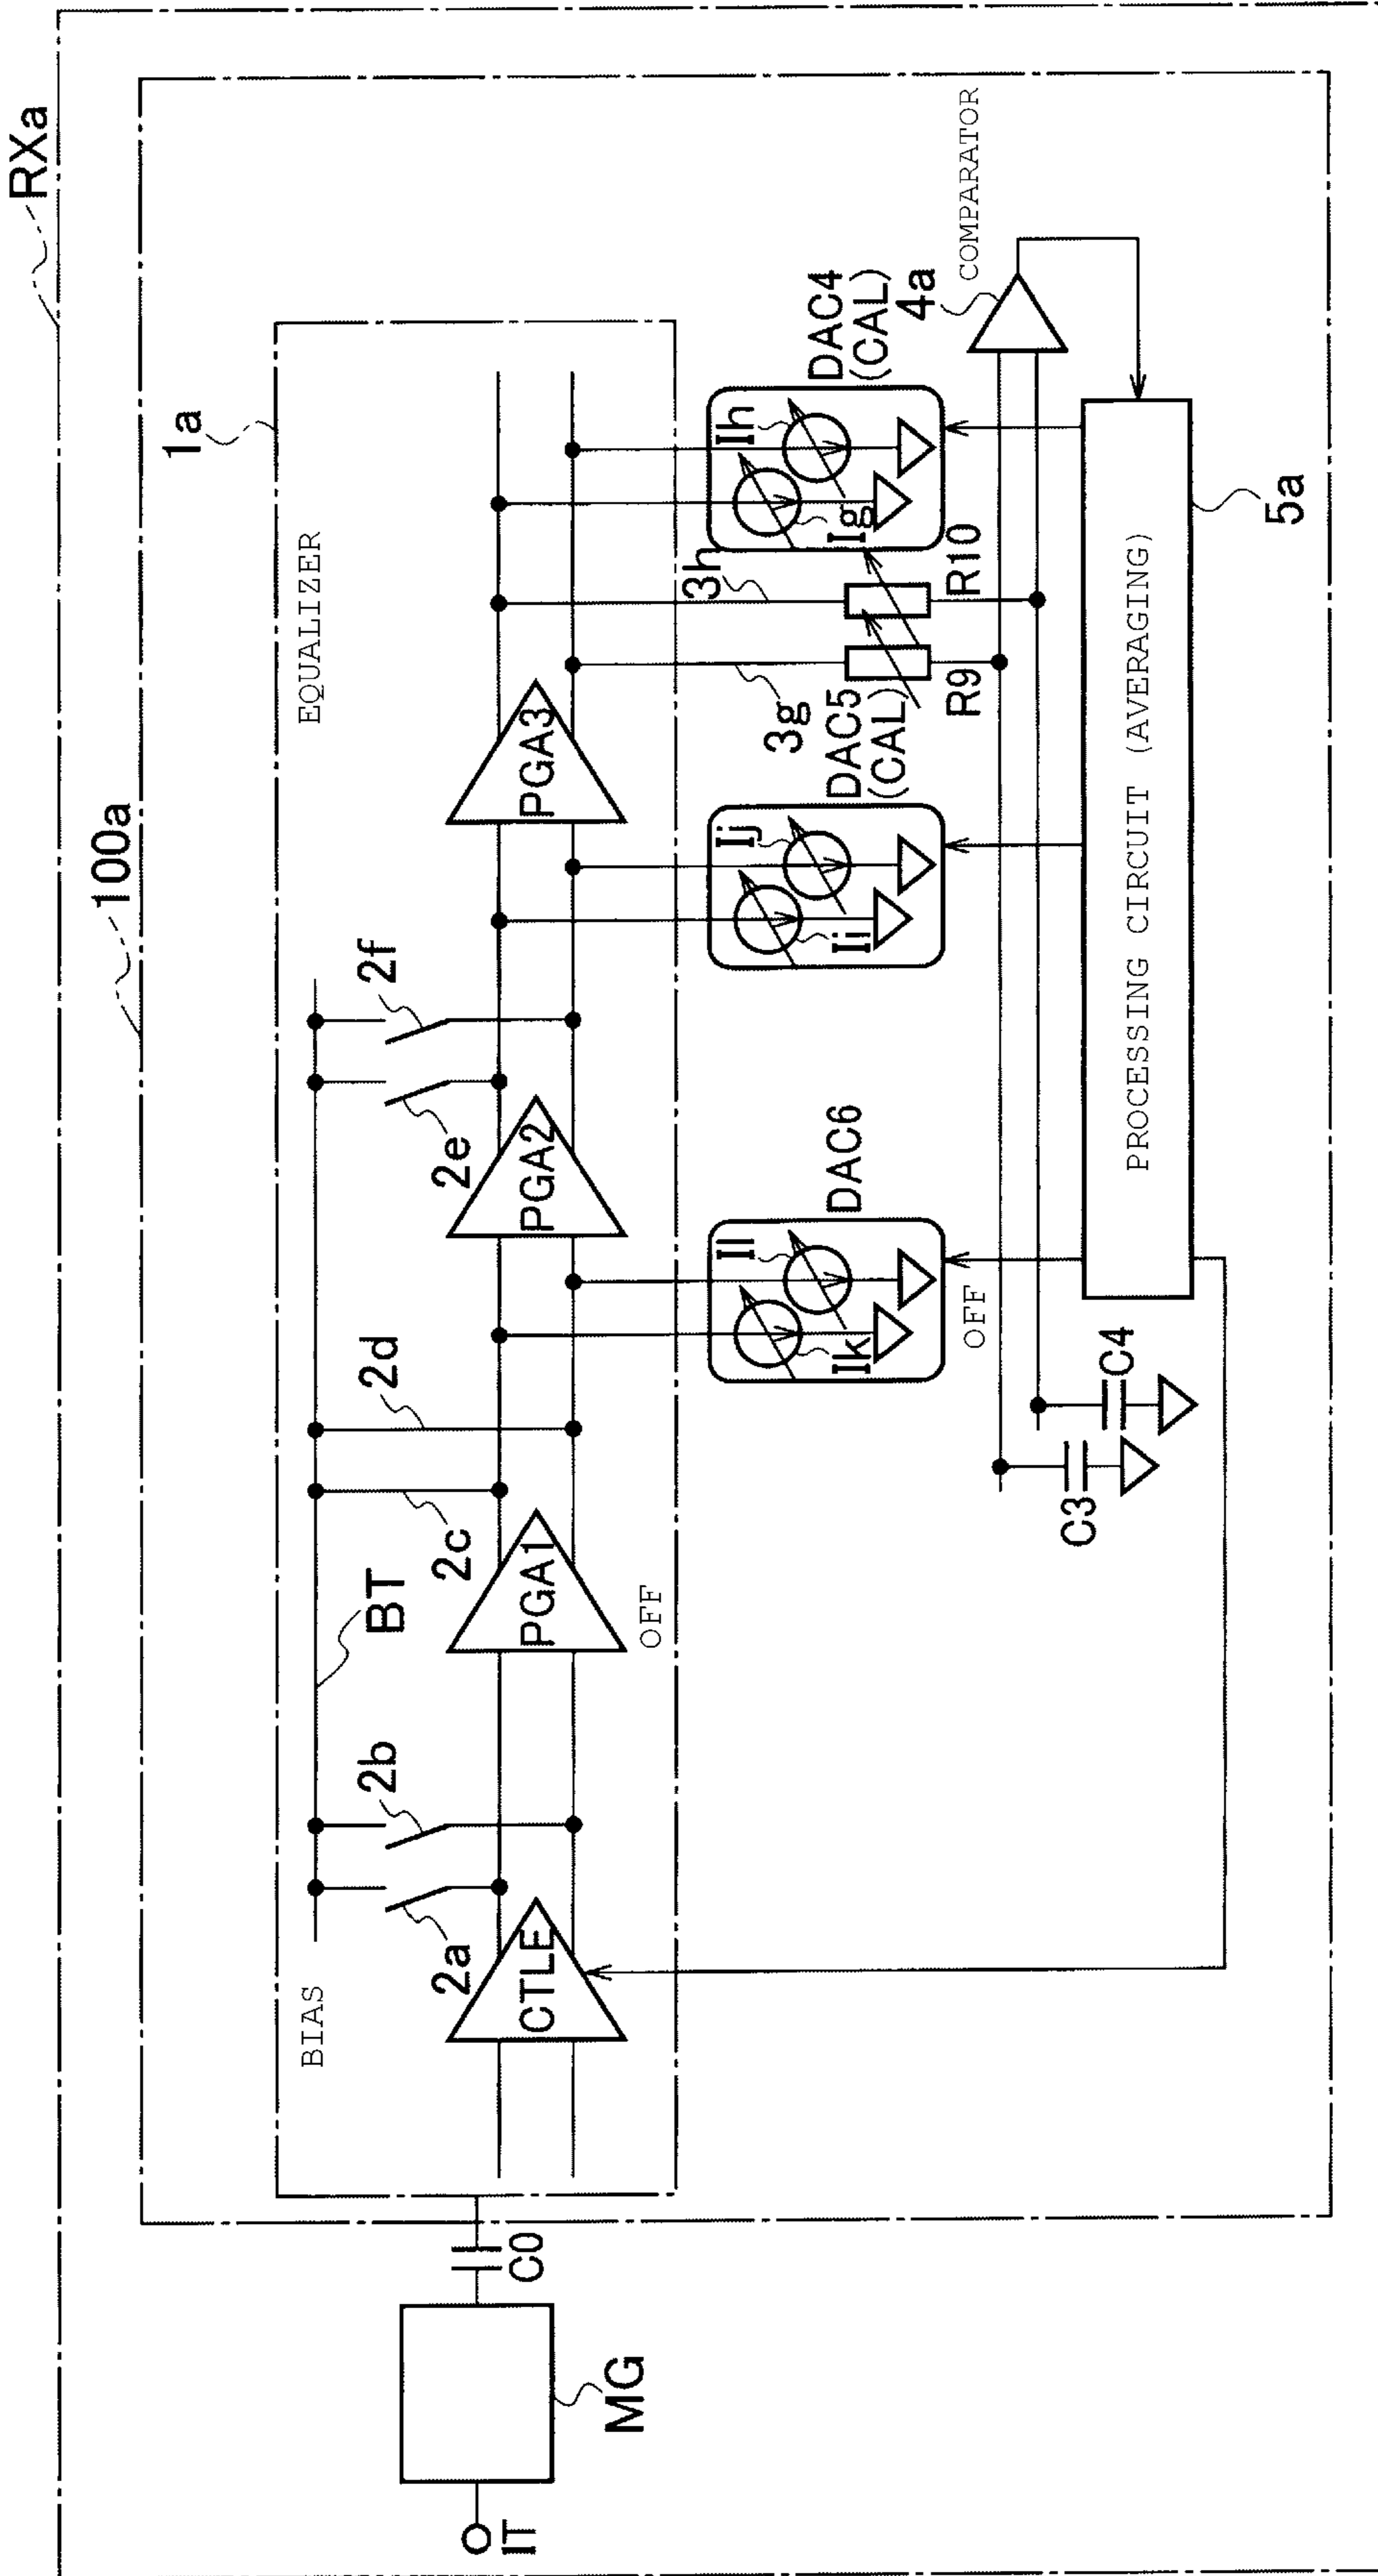 RXa
100a
1a
EQUALIZER
BIAS
BT
2a
2b
2c
2d
2e
2f
IT
MG
C0
CTLE
PGA1
OFF
PGA2
PGA3
DAC6
Ik
Il
OFF
DAC5
(CAL)
Ii
Ij
3g
3h
R9
R10
DAC4
(CAL)
Ig
Ih
4a
COMPARATOR
C3
C4
PROCESSING CIRCUIT (AVERAGING)
5a